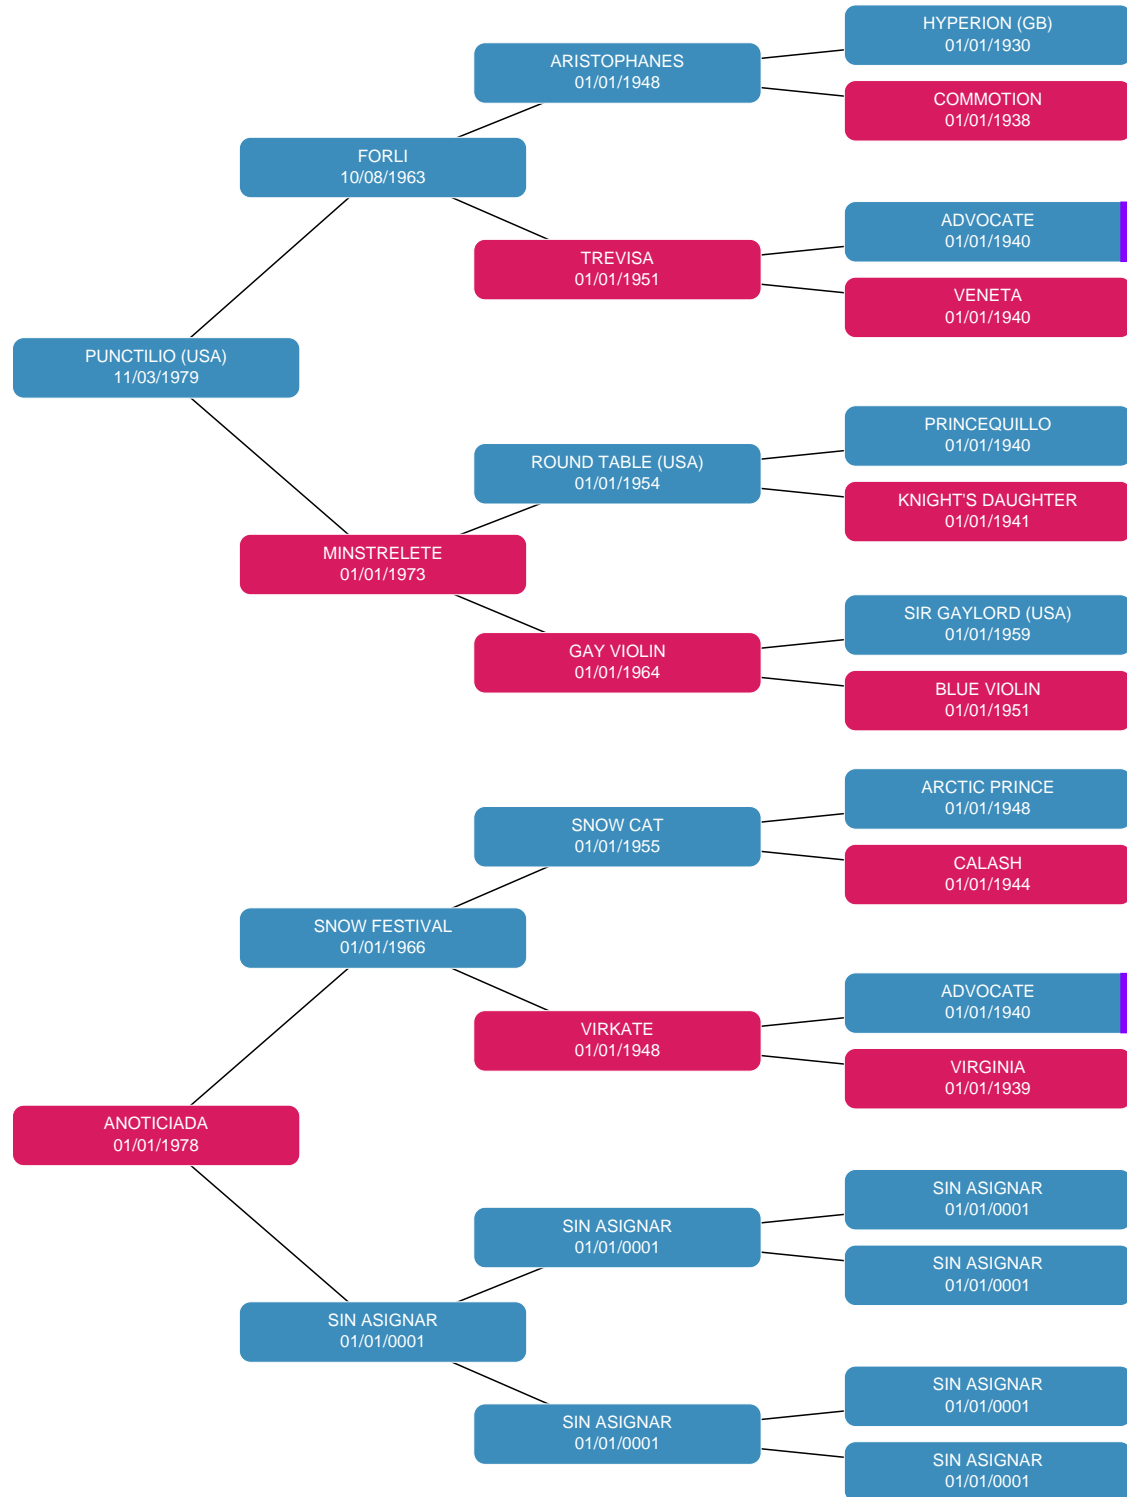 HYPERION (GB)
01/01/1930
ARISTOPHANES
01/01/1948
COMMOTION
01/01/1938
FORLI
10/08/1963
ADVOCATE
01/01/1940
TREVISA
01/01/1951
VENETA
01/01/1940
PUNCTILIO (USA)
11/03/1979
PRINCEQUILLO
01/01/1940
ROUND TABLE (USA)
01/01/1954
KNIGHT'S DAUGHTER
01/01/1941
MINSTRELETE
01/01/1973
SIR GAYLORD (USA)
01/01/1959
GAY VIOLIN
01/01/1964
BLUE VIOLIN
01/01/1951
ARCTIC PRINCE
01/01/1948
SNOW CAT
01/01/1955
CALASH
01/01/1944
SNOW FESTIVAL
01/01/1966
ADVOCATE
01/01/1940
VIRKATE
01/01/1948
VIRGINIA
01/01/1939
ANOTICIADA
01/01/1978
SIN ASIGNAR
01/01/0001
SIN ASIGNAR
01/01/0001
SIN ASIGNAR
01/01/0001
SIN ASIGNAR
01/01/0001
SIN ASIGNAR
01/01/0001
SIN ASIGNAR
01/01/0001
SIN ASIGNAR
01/01/0001